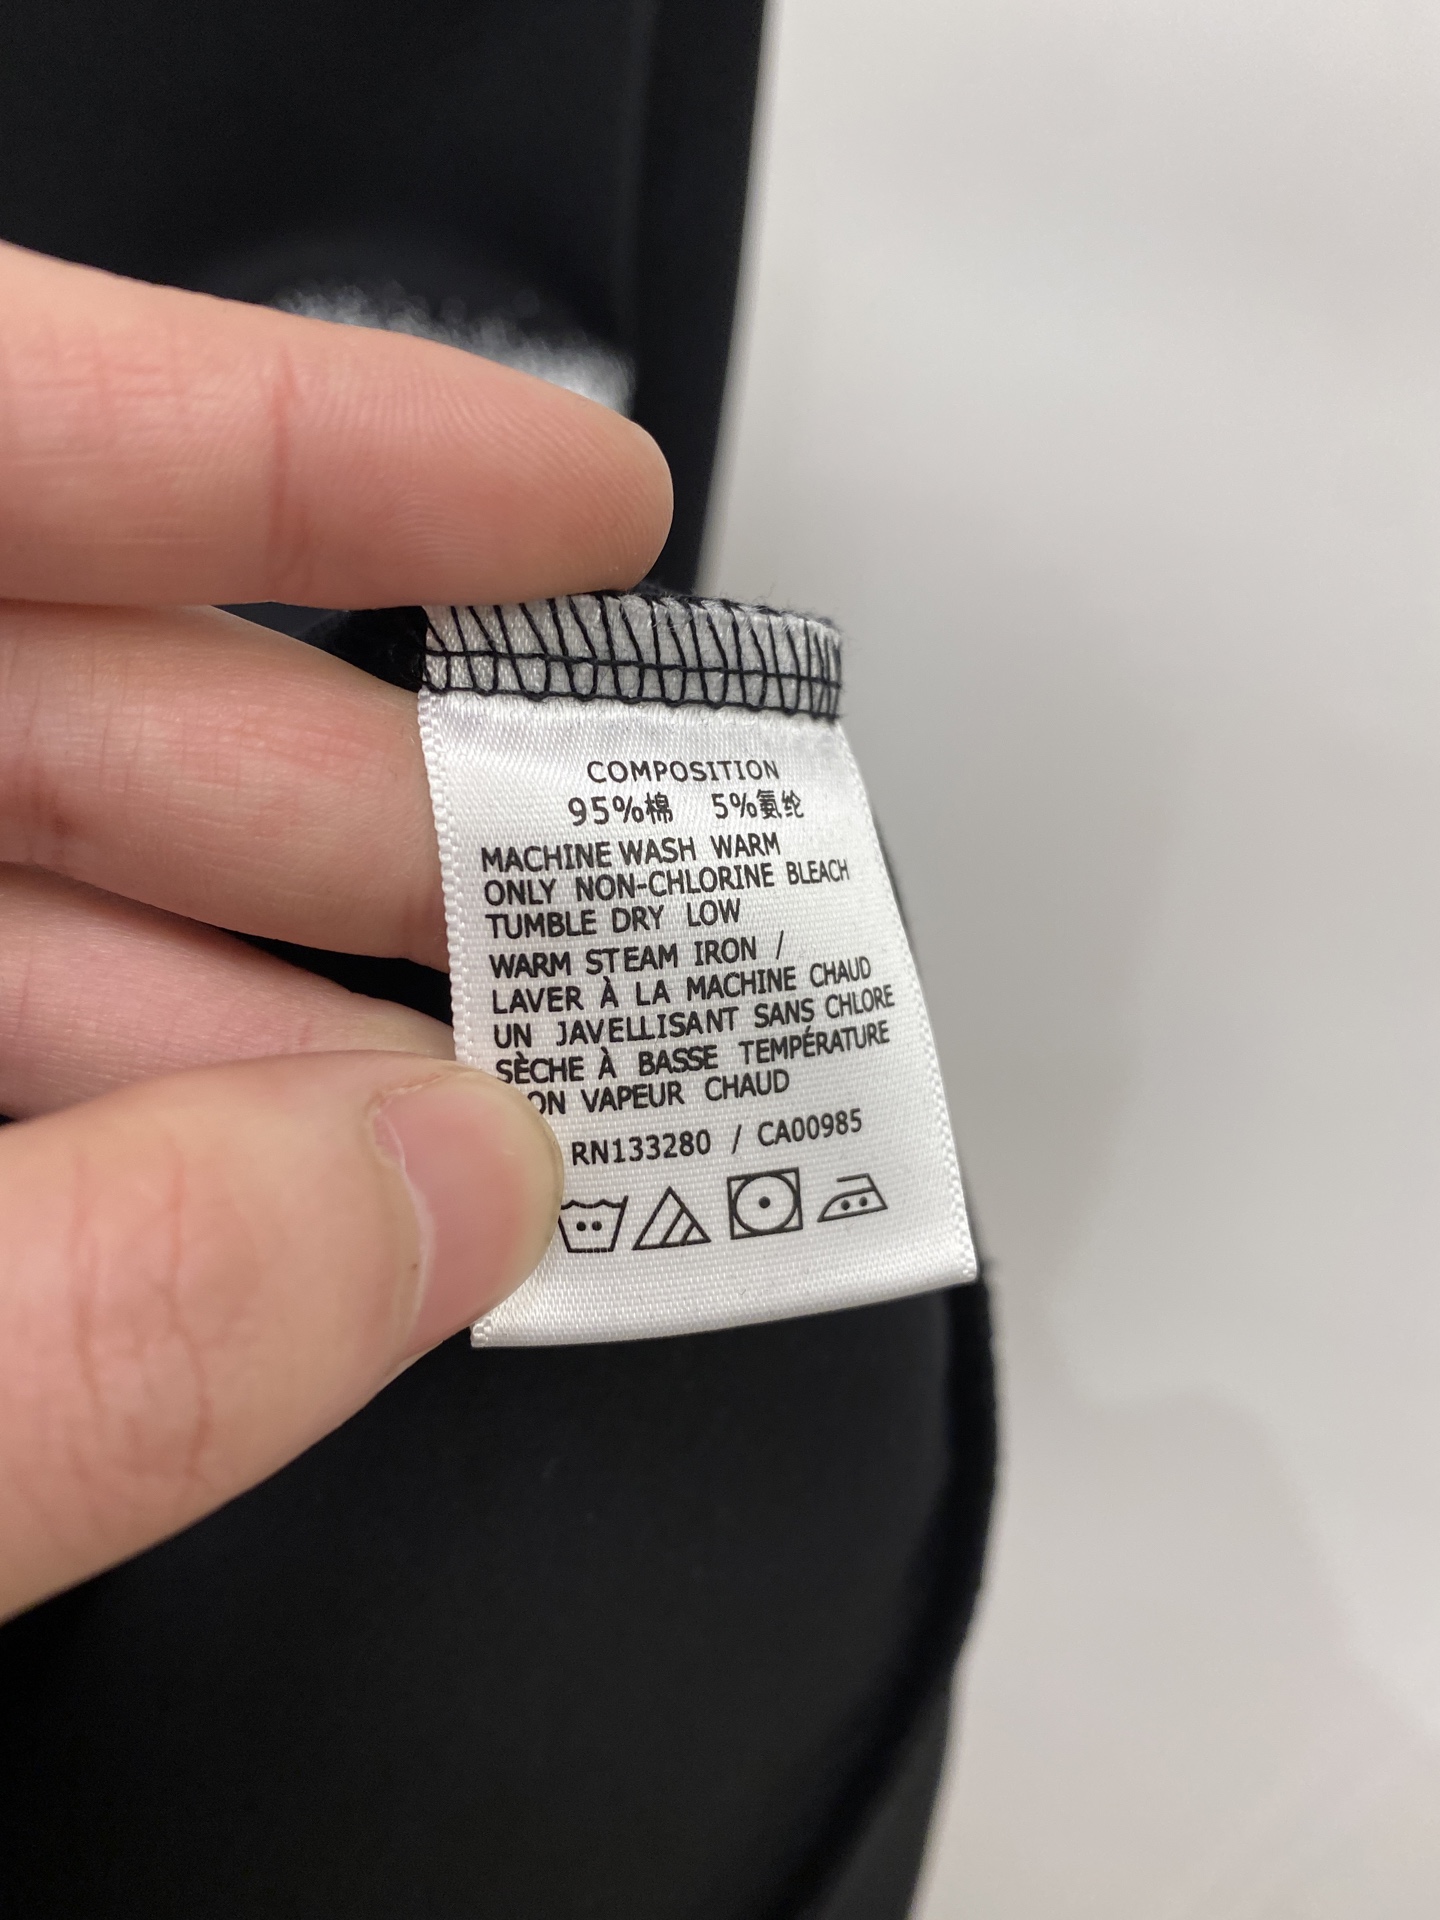 COMPOSITION
95%棉 5%氨纶
MACHINE WASH WARM
ONLY NON-CHLORINE BLEACH
TUMBLE DRY LOW
WARM STEAM IRON /
LAVER À LA MACHINE CHAUD
UN JAVELLISANT SANS CHLORE
SÈCHE À BASSE TEMPÉRATURE
VAPEUR CHAUD
RN133280 / CA00985